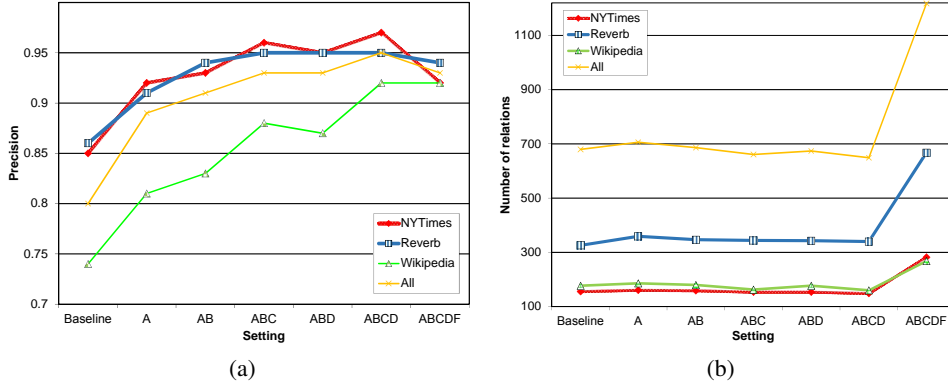 0.95
0.9
0.85
0.8
0.75
0.7
Precision
Baseline A AB ABC ABD ABCD ABCDF
Setting
NYTimes
Reverb
Wikipedia
All
(a)
1100
900
700
500
300
100
Number of relations
Baseline A AB ABC ABD ABCD ABCDF
Setting
NYTimes
Reverb
Wikipedia
All
(b)